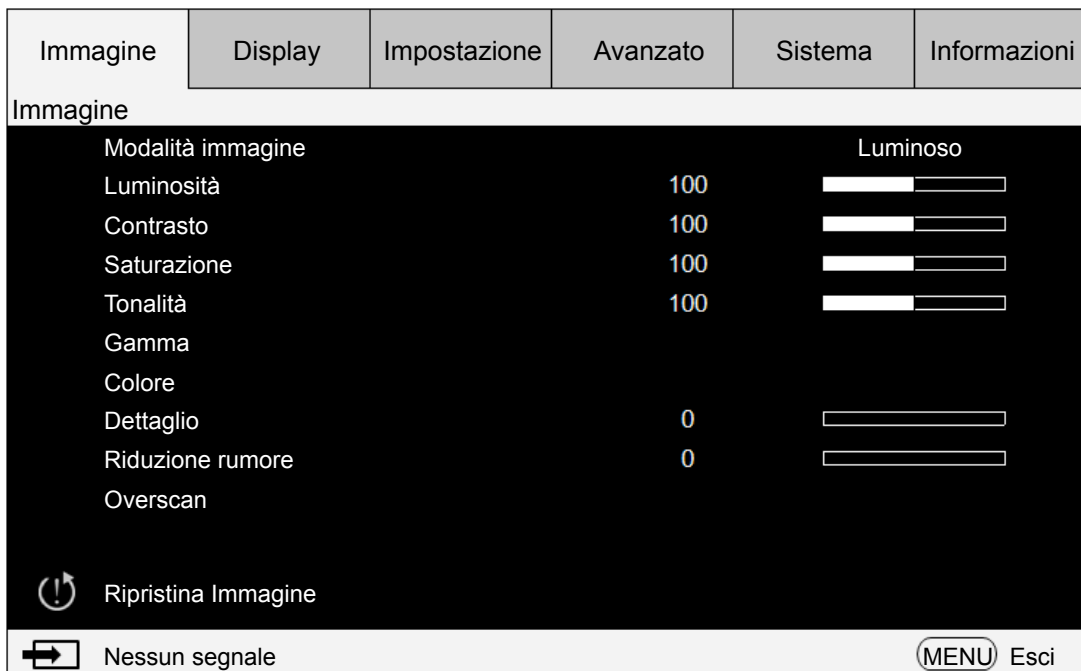 Immagine Display Impostazione Avanzato Sistema Informazioni
Immagine
Modalità immagine Luminoso
Luminosità 100
Contrasto 100
Saturazione 100
Tonalità 100
Gamma
Colore
Dettaglio 0
Riduzione rumore 0
Overscan
Ripristina Immagine
Nessun segnale MENU Esci